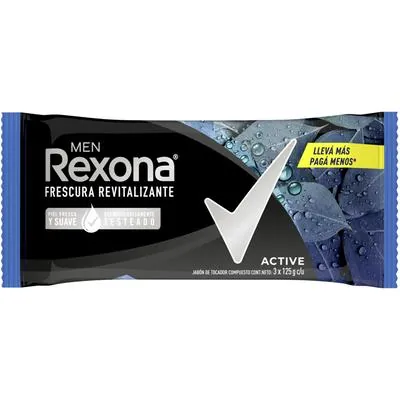 MEN
Rexona®
FRESCURA REVITALIZANTE
PIEL FRESCA
Y SUAVE
DERMATOLÓGICAMENTE
TESTEADO
LLEVÁ MÁS
PAGÁ MENOS*
ACTIVE
JABÓN DE TOCADOR COMPUESTO CONT.NETO: 3 x 125g c/u